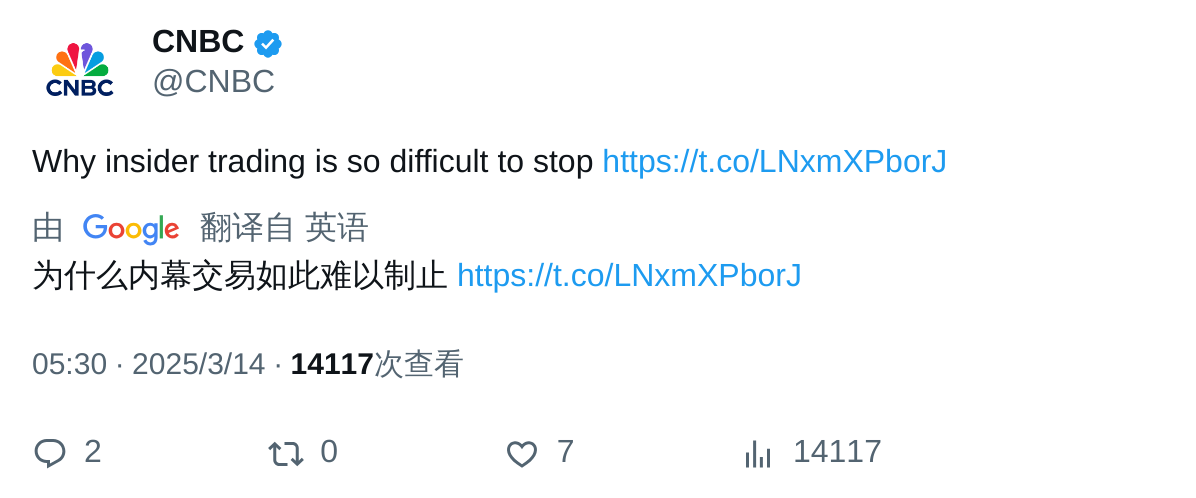 CNBC
CNBC
@CNBC
Why insider trading is so difficult to stop https://t.co/LNxmXPborJ
由 Google 翻译自 英语
为什么内幕交易如此难以制止 https://t.co/LNxmXPborJ
05:30 · 2025/3/14 · 14117次查看
2 0 7 14117